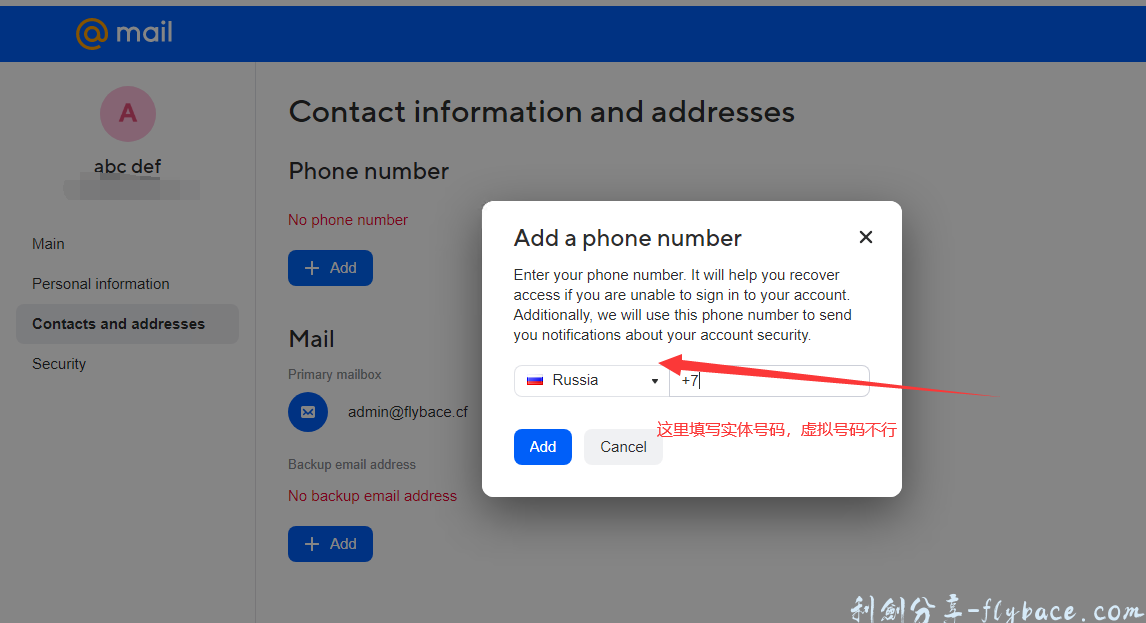 @mail
A
abc def
Main
Personal information
Contacts and addresses
Security
Contact information and addresses
Phone number
No phone number
+ Add
Mail
Primary mailbox
admin@flybace.cf
Backup email address
No backup email address
+ Add
Add a phone number
Enter your phone number. It will help you recover
access if you are unable to sign in to your account.
Additionally, we will use this phone number to send
you notifications about your account security.
Russia
+7
这里填写实体号码，虚拟号码不行
Add
Cancel
利剑分享-flybace.com